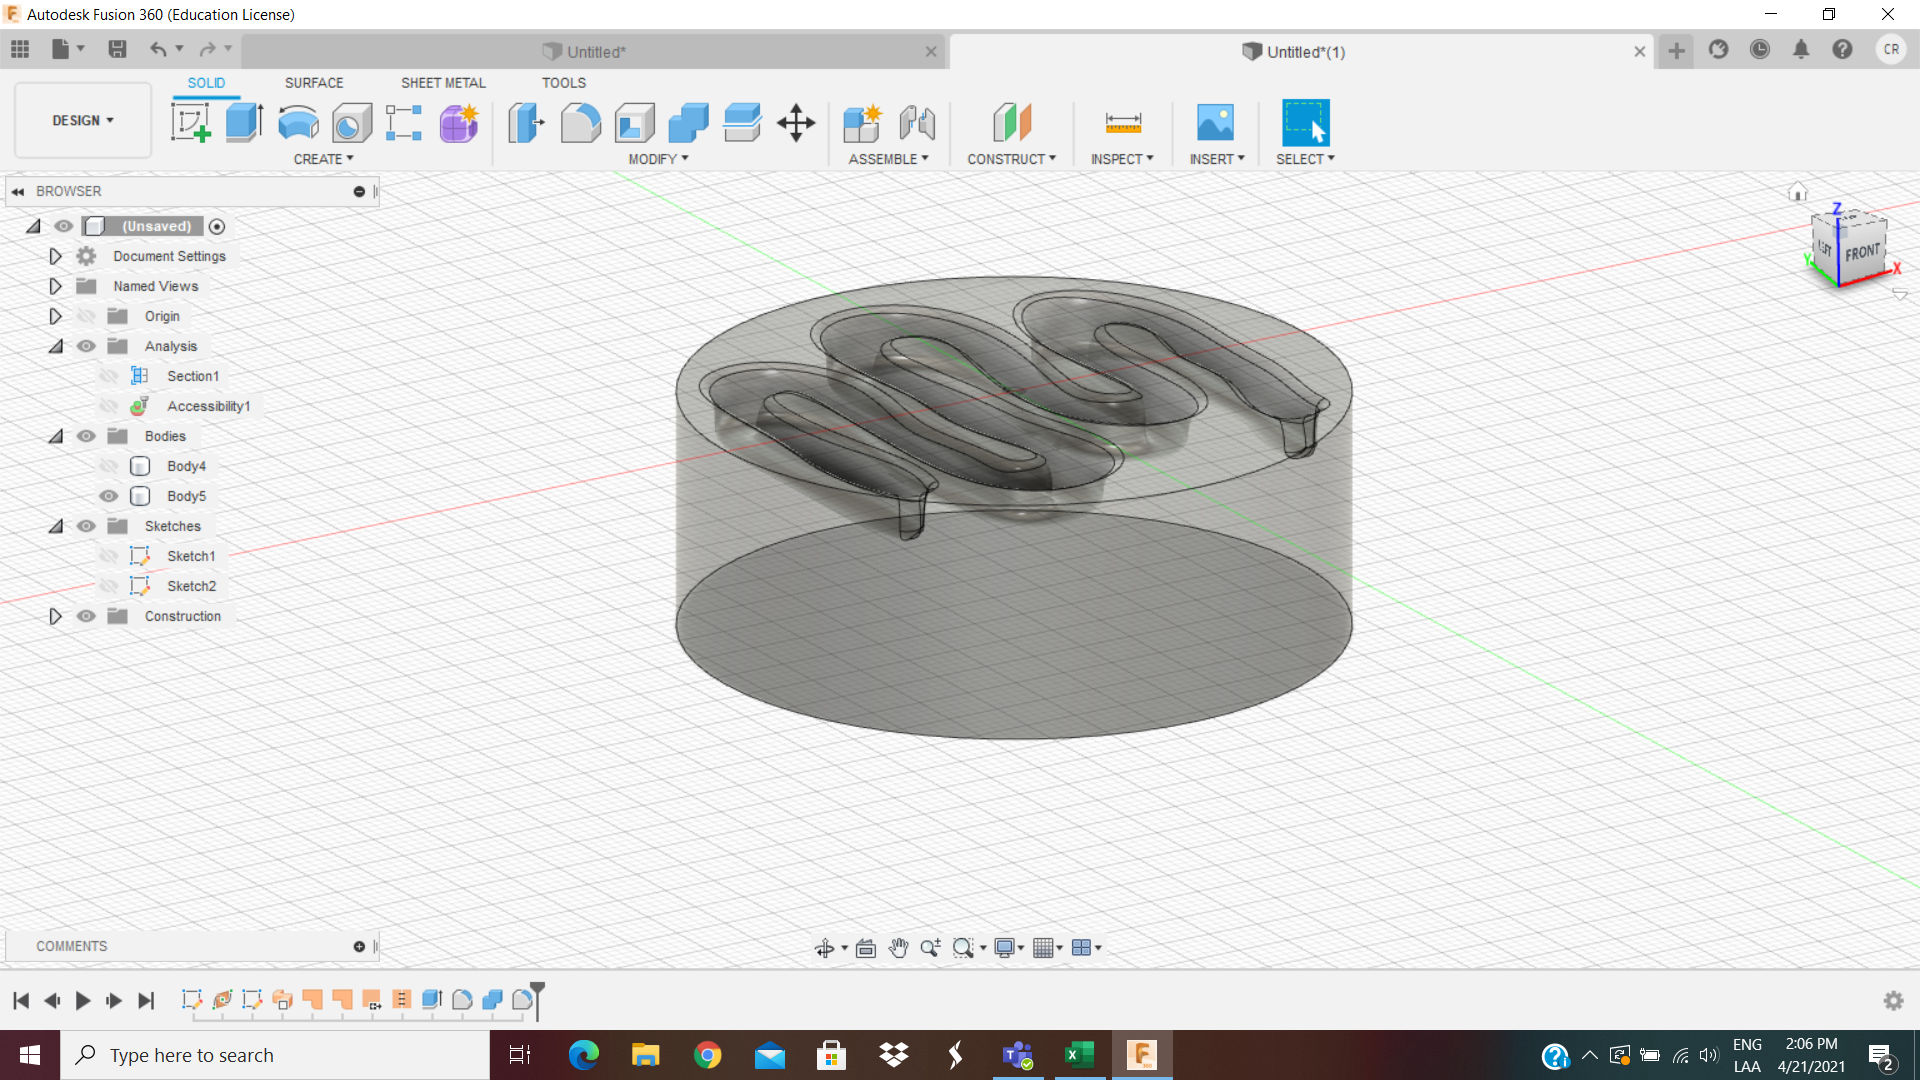 Autodesk Fusion 360 (Education License)
Untitled*
Untitled*(1)
CR
DESIGN
SOLID
SURFACE
SHEET METAL
TOOLS
CREATE
MODIFY
ASSEMBLE
CONSTRUCT
INSPECT
INSERT
SELECT
BROWSER
(Unsaved)
Document Settings
Named Views
Origin
Analysis
Section1
Accessibility1
Bodies
Body4
Body5
Sketches
Sketch1
Sketch2
Construction
Z
LEFT
FRONT
Y
X
COMMENTS
Type here to search
ENG
LAA
2:06 PM
4/21/2021
2